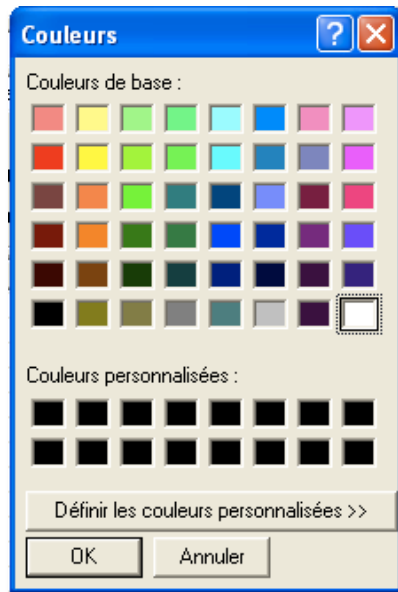 Couleurs
Couleurs de base :
Couleurs personnalisées :
Définir les couleurs personnalisées >>
OK Annuler